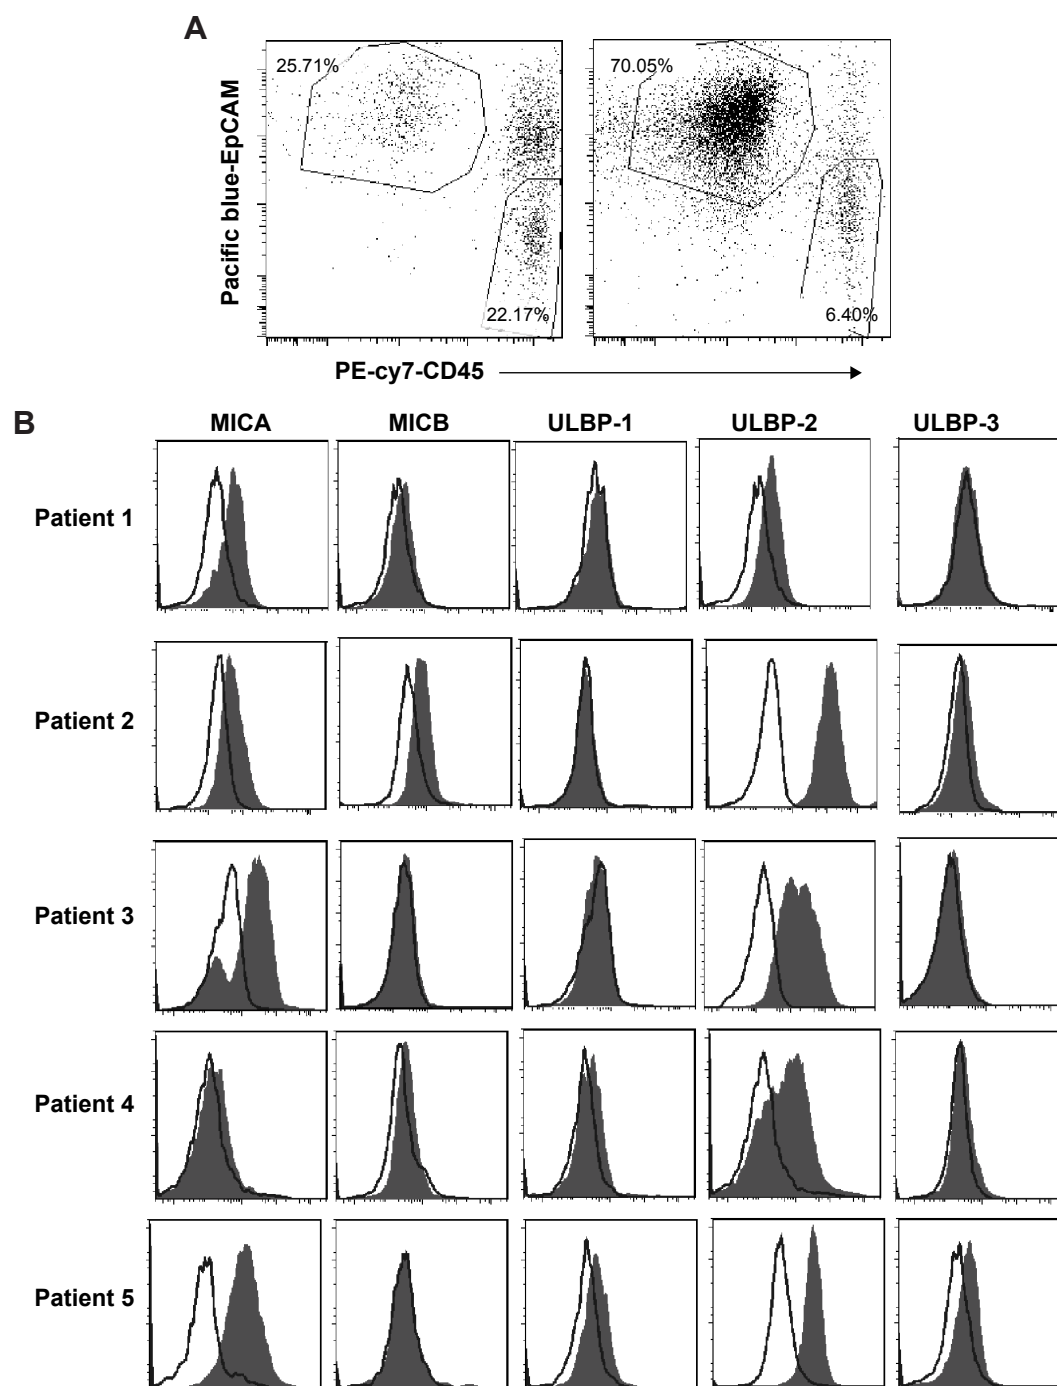 A
25.71%
70.05%
Pacific blue-EpCAM
22.17%
6.40%
PE-cy7-CD45
B
MICA MICB ULBP-1 ULBP-2 ULBP-3
Patient 1
Patient 2
Patient 3
Patient 4
Patient 5